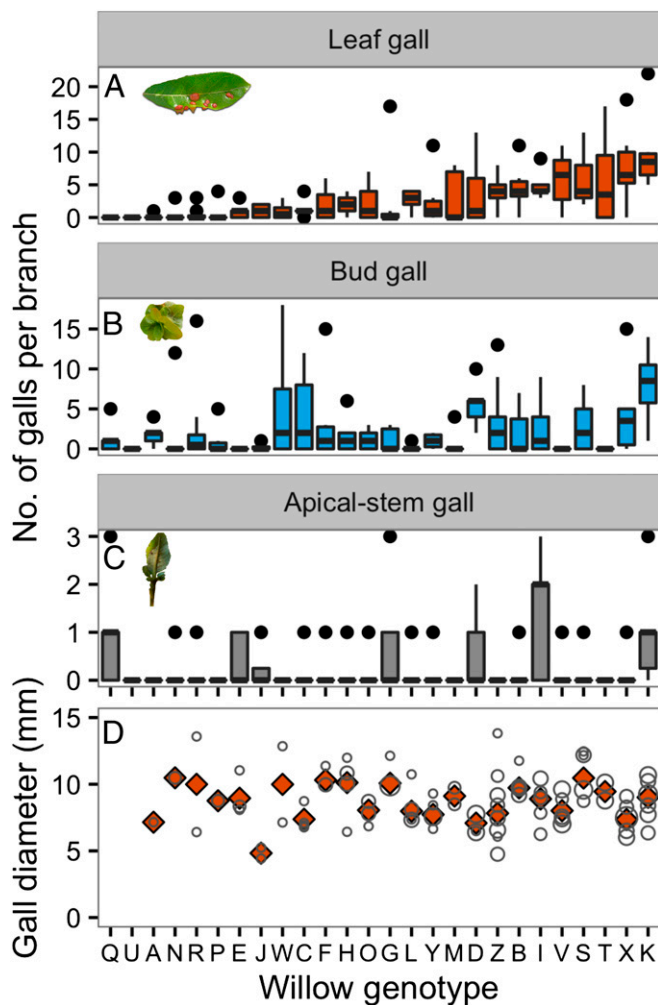 Leaf gall
A
20
15
10
5
0
Bud gall
B
15
10
5
0
No. of galls per branch
Apical-stem gall
C
3
2
1
0
D
15
10
5
0
Gall diameter (mm)
Q U A N R P E J W C F H O G L Y M D Z B I V S T X K
Willow genotype